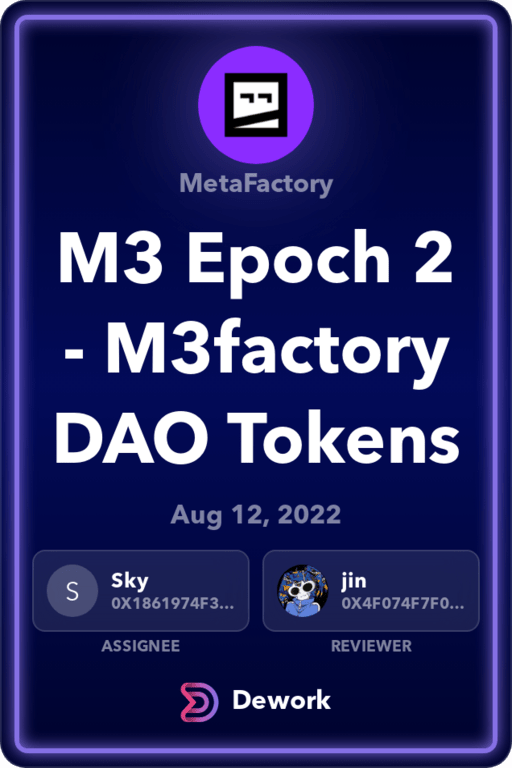 MetaFactory
M3 Epoch 2
- M3factory
DAO Tokens
Aug 12, 2022
S
Sky
0X1861974F3...
ASSIGNEE
jin
0X4F074F7F0...
REVIEWER
Dework